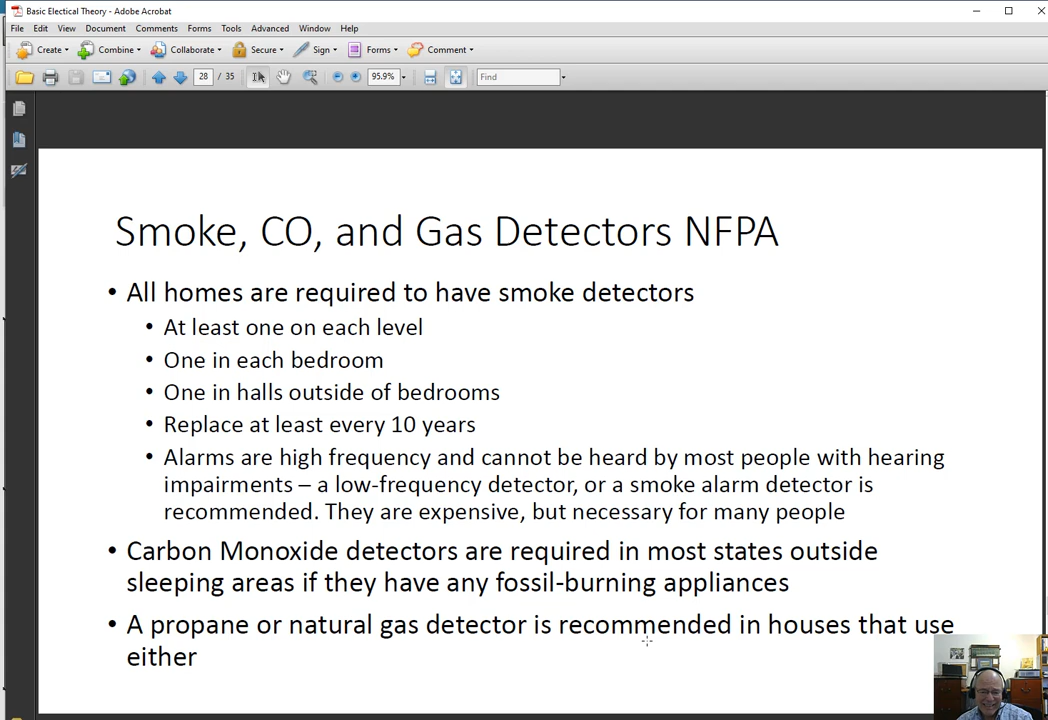 Basic Electical Theory - Adobe Acrobat
File Edit View Document Comments Forms Tools Advanced Window Help
Create Combine Collaborate Secure Sign Forms Comment
28 / 35 95.9% Find
Smoke, CO, and Gas Detectors NFPA
• All homes are required to have smoke detectors
• At least one on each level
• One in each bedroom
• One in halls outside of bedrooms
• Replace at least every 10 years
• Alarms are high frequency and cannot be heard by most people with hearing
impairments – a low-frequency detector, or a smoke alarm detector is
recommended. They are expensive, but necessary for many people
• Carbon Monoxide detectors are required in most states outside
sleeping areas if they have any fossil-burning appliances
• A propane or natural gas detector is recommended in houses that use
either